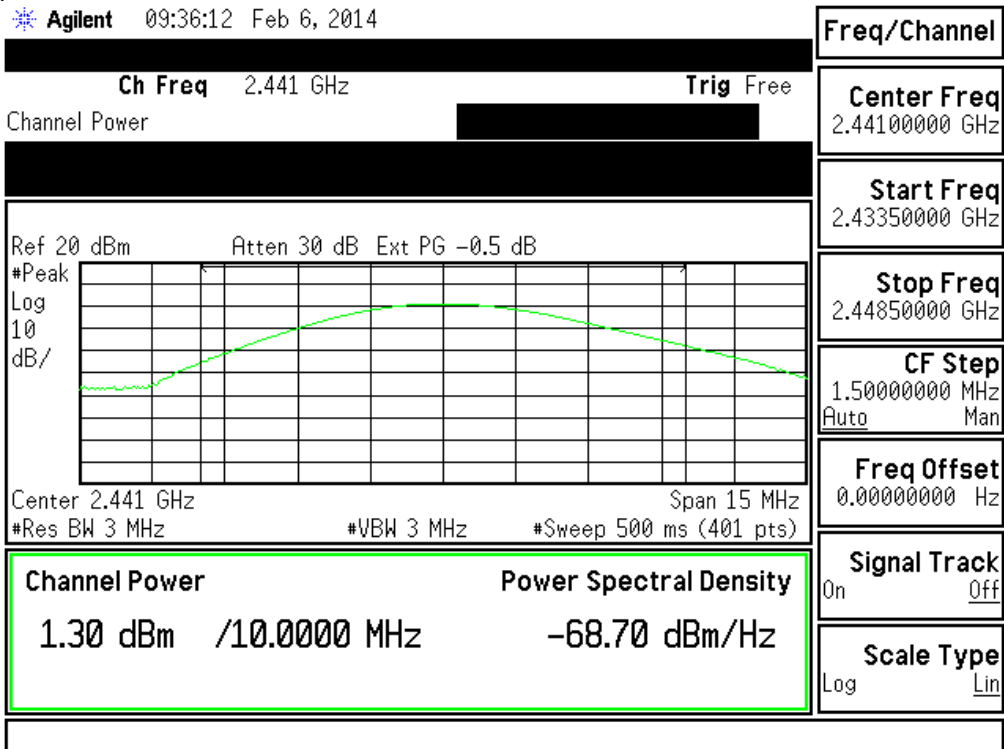 Agilent 09:36:12 Feb 6, 2014
Freq/Channel
Ch Freq 2.441 GHz Trig Free
Channel Power
Center Freq
2.44100000 GHz
Start Freq
2.43350000 GHz
Stop Freq
2.44850000 GHz
CF Step
1.50000000 MHz
Auto Man
Freq Offset
0.00000000 Hz
Signal Track
On Off
Scale Type
Log Lin
Ref 20 dBm Atten 30 dB Ext PG -0.5 dB
#Peak
Log
10
dB/
Center 2.441 GHz Span 15 MHz
#Res BW 3 MHz #VBW 3 MHz #Sweep 500 ms (401 pts)
Channel Power Power Spectral Density
1.30 dBm /10.0000 MHz -68.70 dBm/Hz